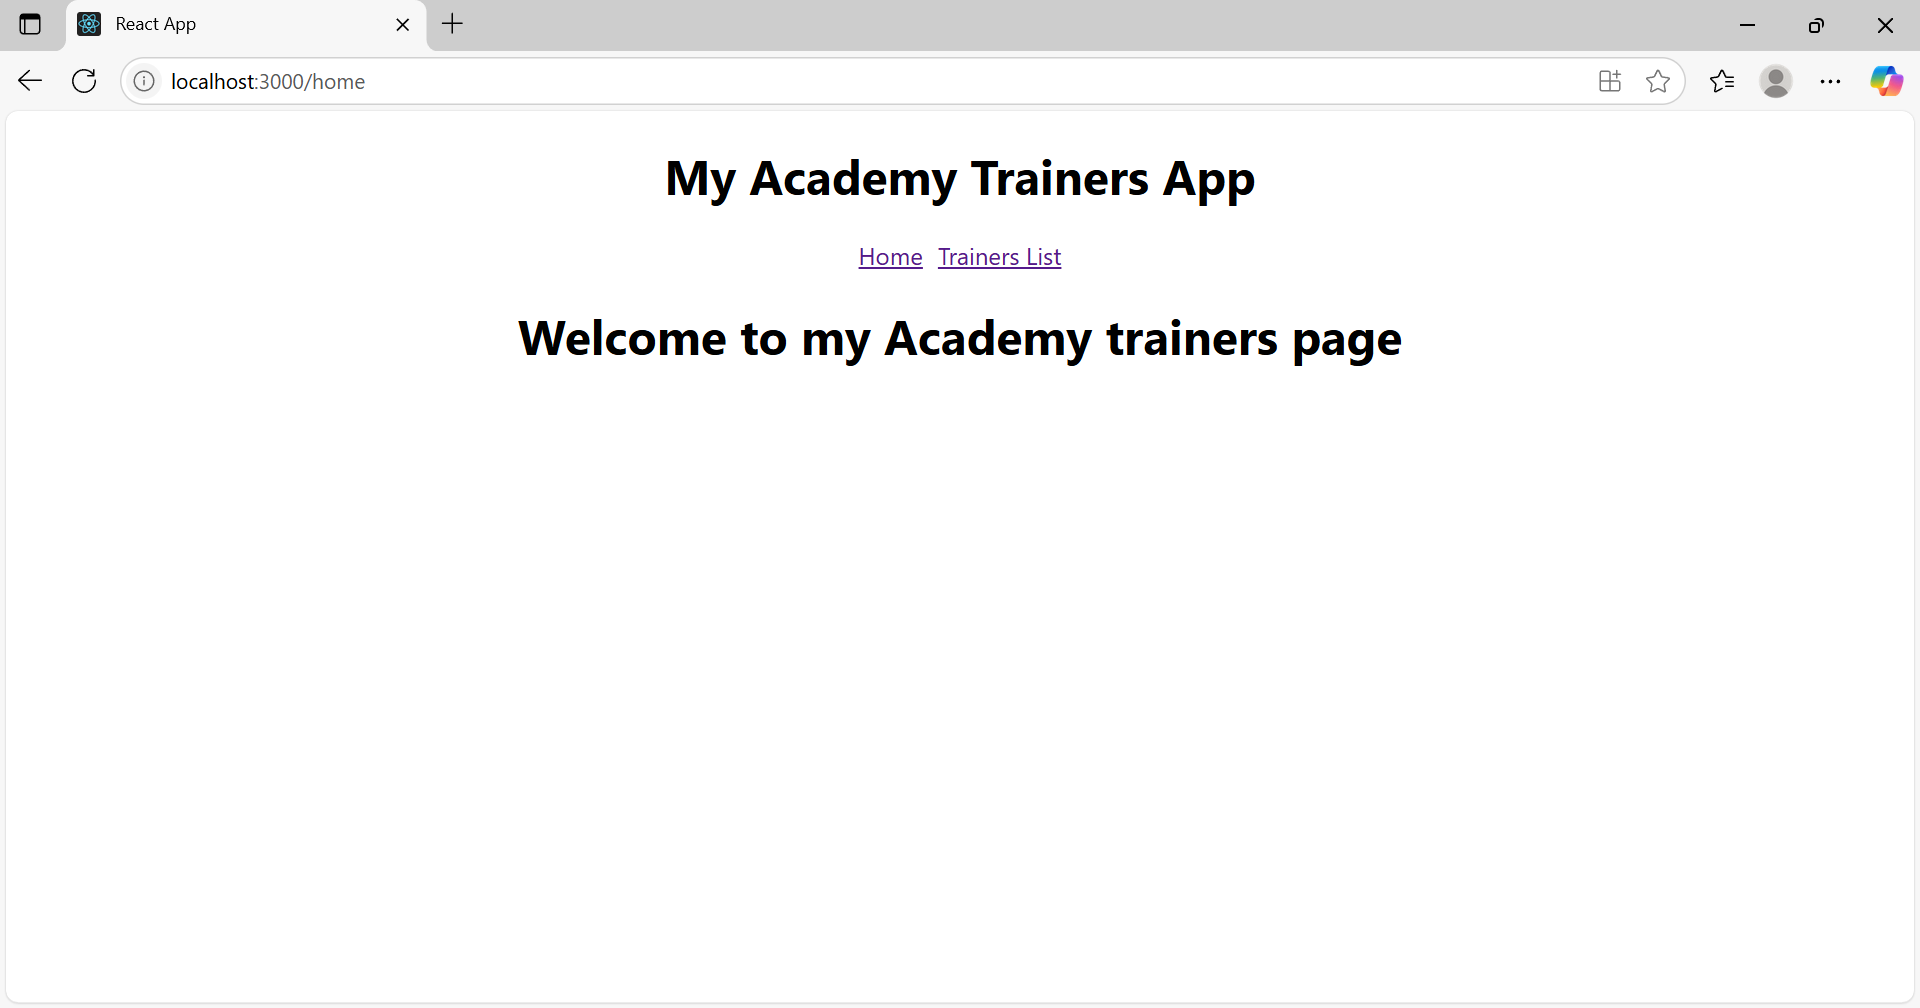 React App
localhost:3000/home
My Academy Trainers App
Home Trainers List
Welcome to my Academy trainers page